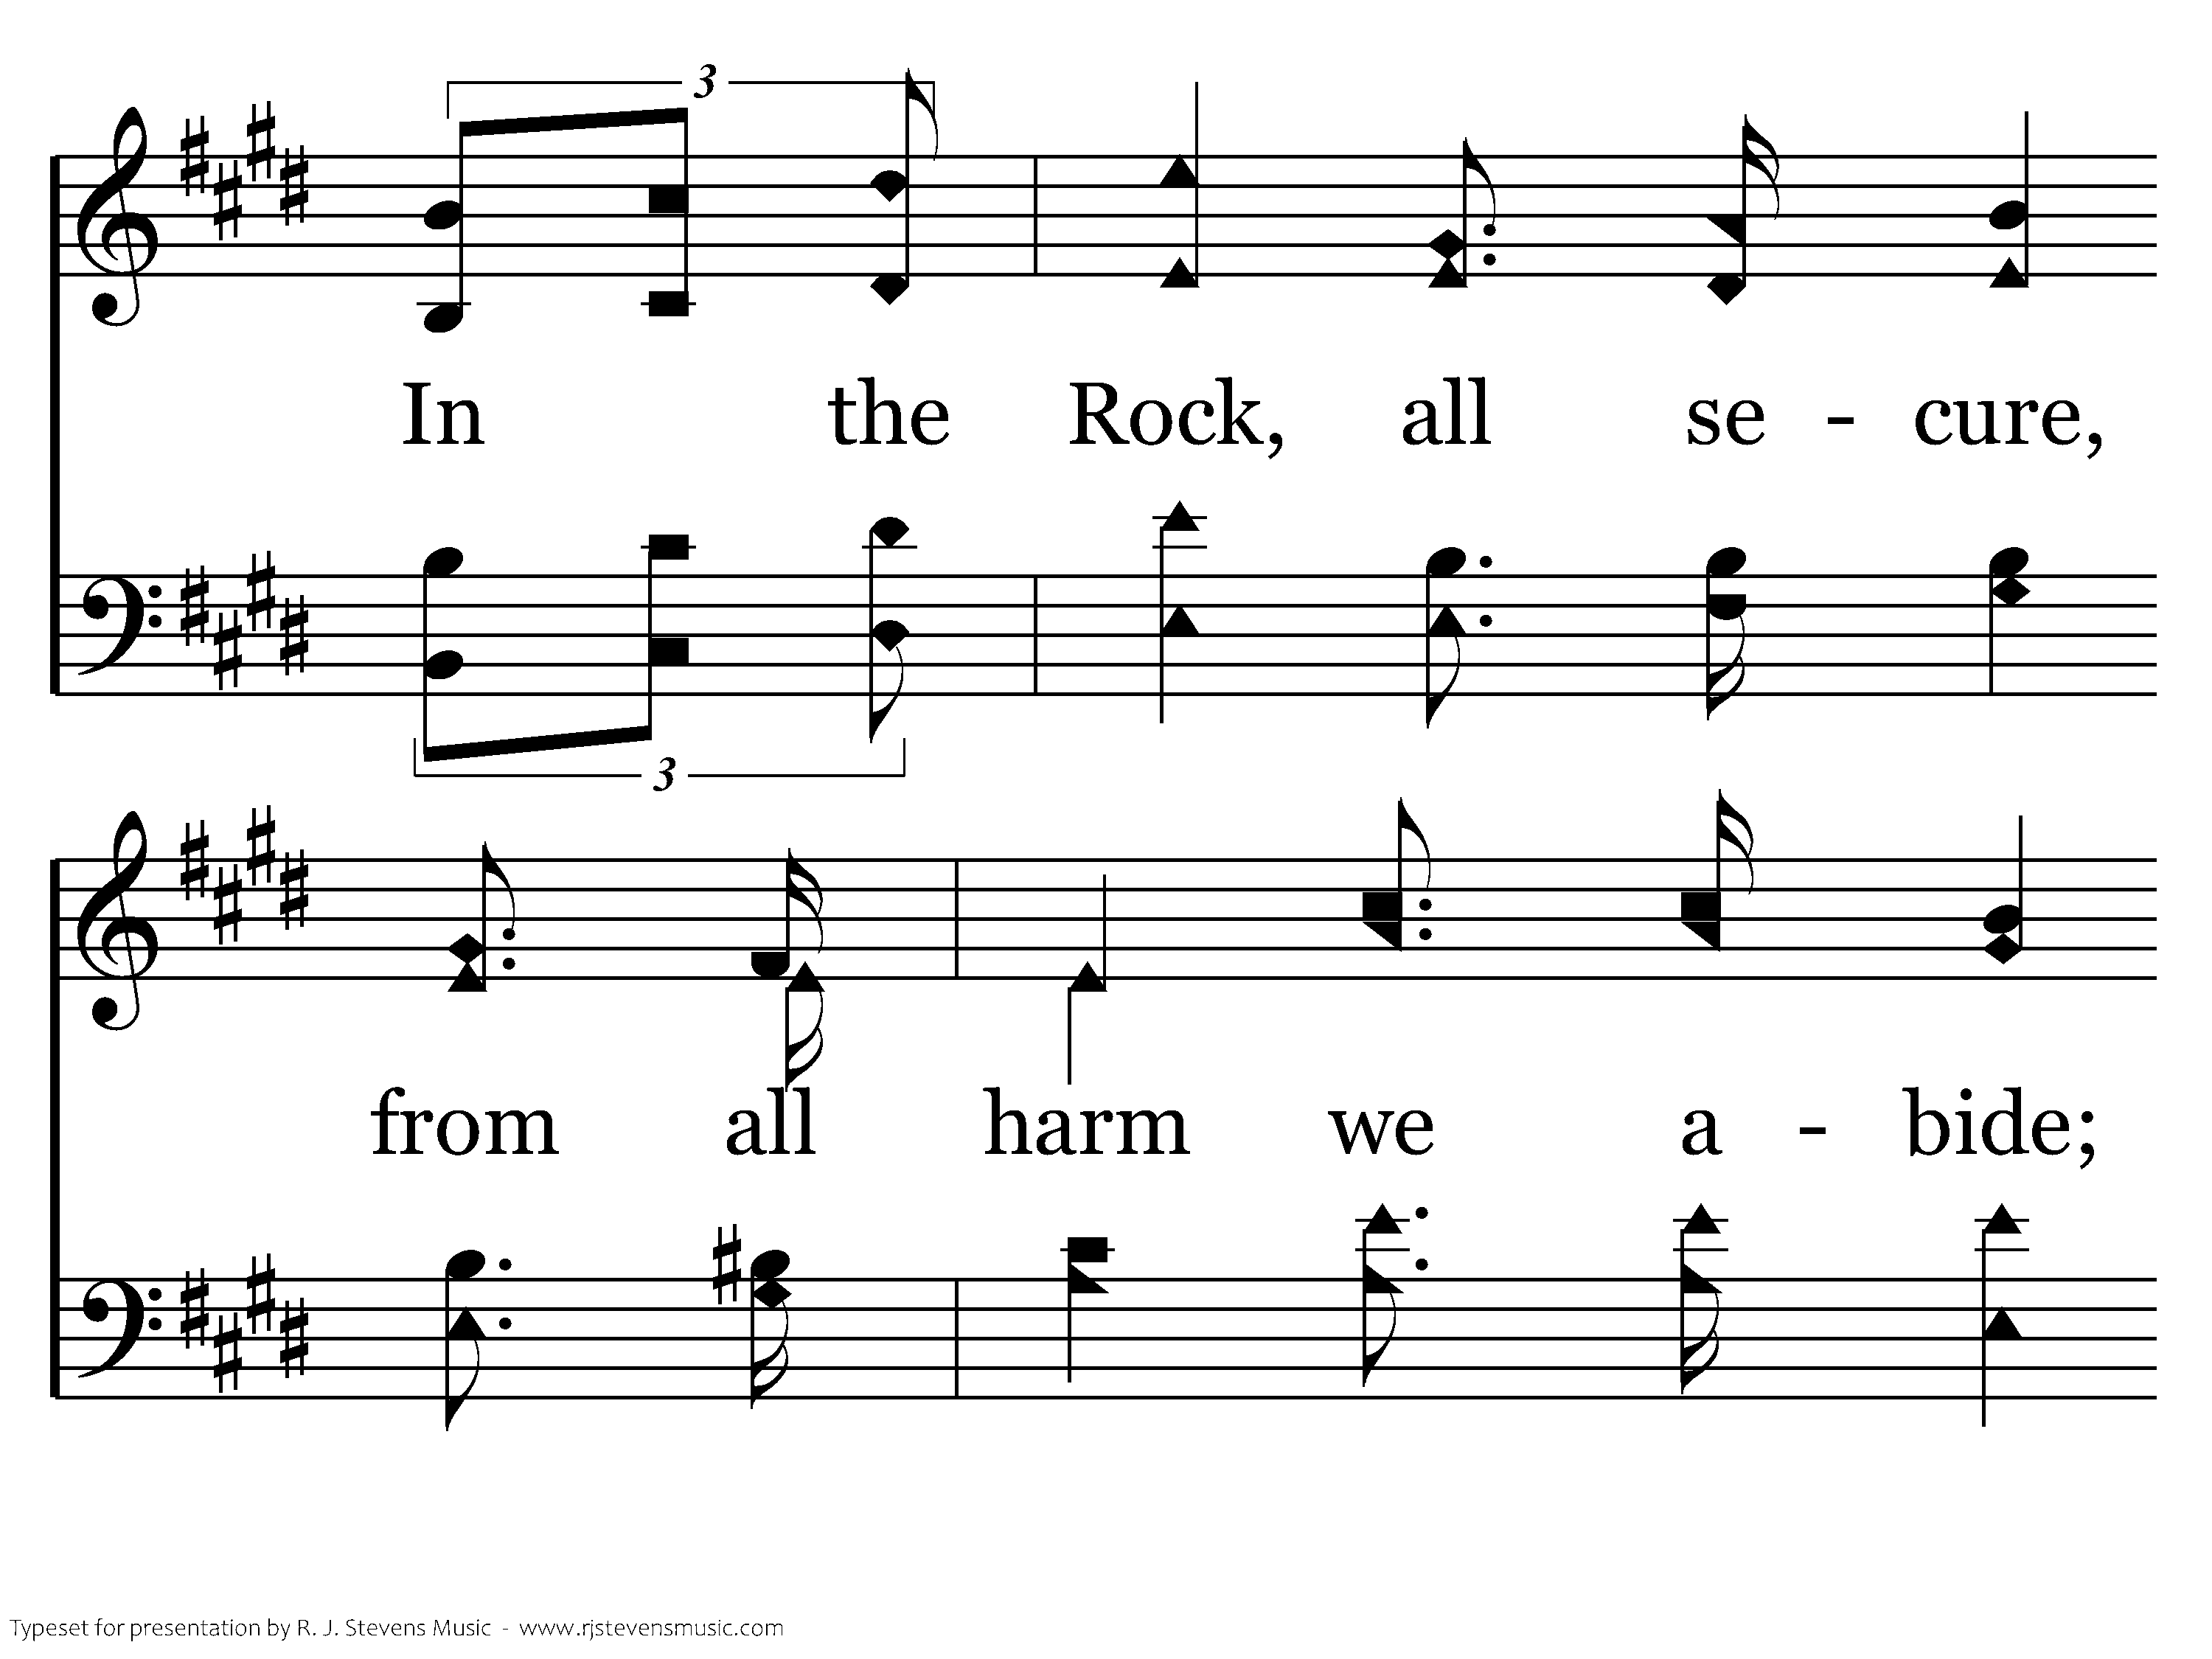 3
In the Rock, all se - cure,
3
from all harm we a - bide;
Typeset for presentation by R. J. Stevens Music - www.rjstevensmusic.com